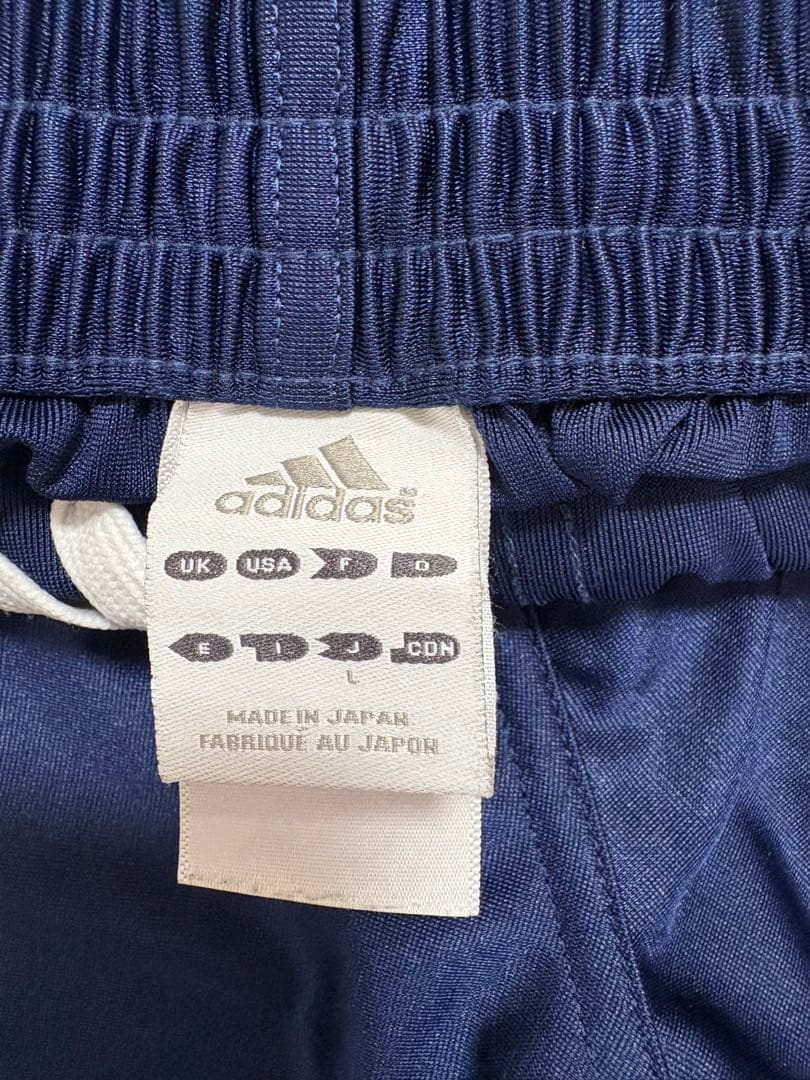 adidas®
UK USA F D
E I J CDN
L
MADE IN JAPAN
FABRIQUÉ AU JAPON